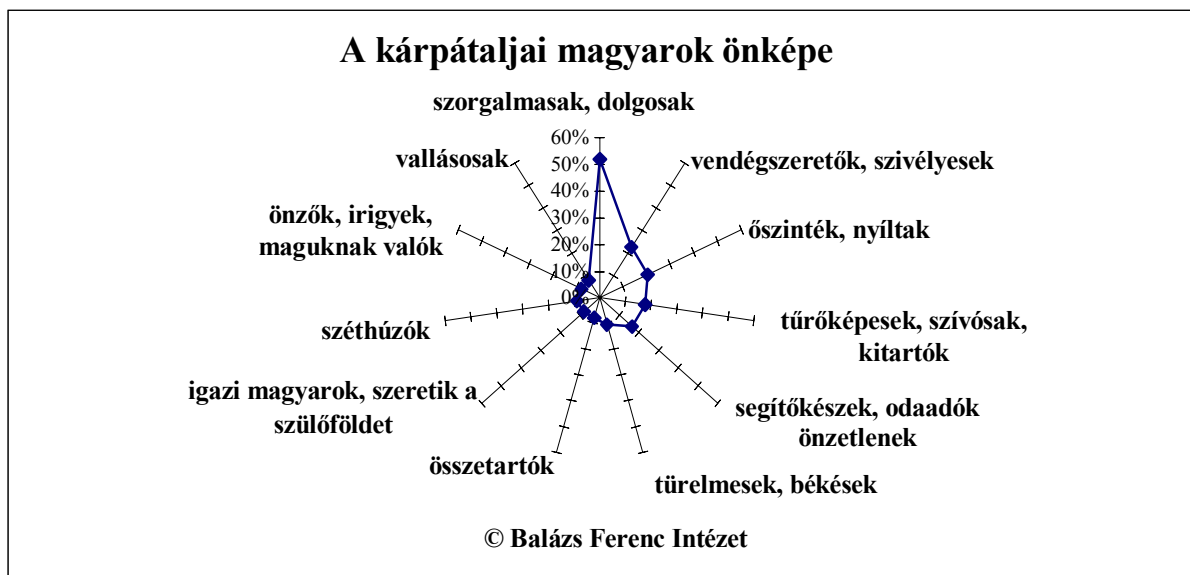 A kárpátaljai magyarok önképe
szorgalmasak, dolgosak
60%
50%
40%
30%
20%
10%
0%
vendégszeretők, szivélyesek
őszinték, nyíltak
tűrőképesek, szívósak,
kitartók
segítőkészek, odaadók
önzetlenek
türelmesek, békések
összetartók
igazi magyarok, szeretik a
szülőföldet
széthúzók
önzők, irigyek,
maguknak valók
vallásosak
© Balázs Ferenc Intézet